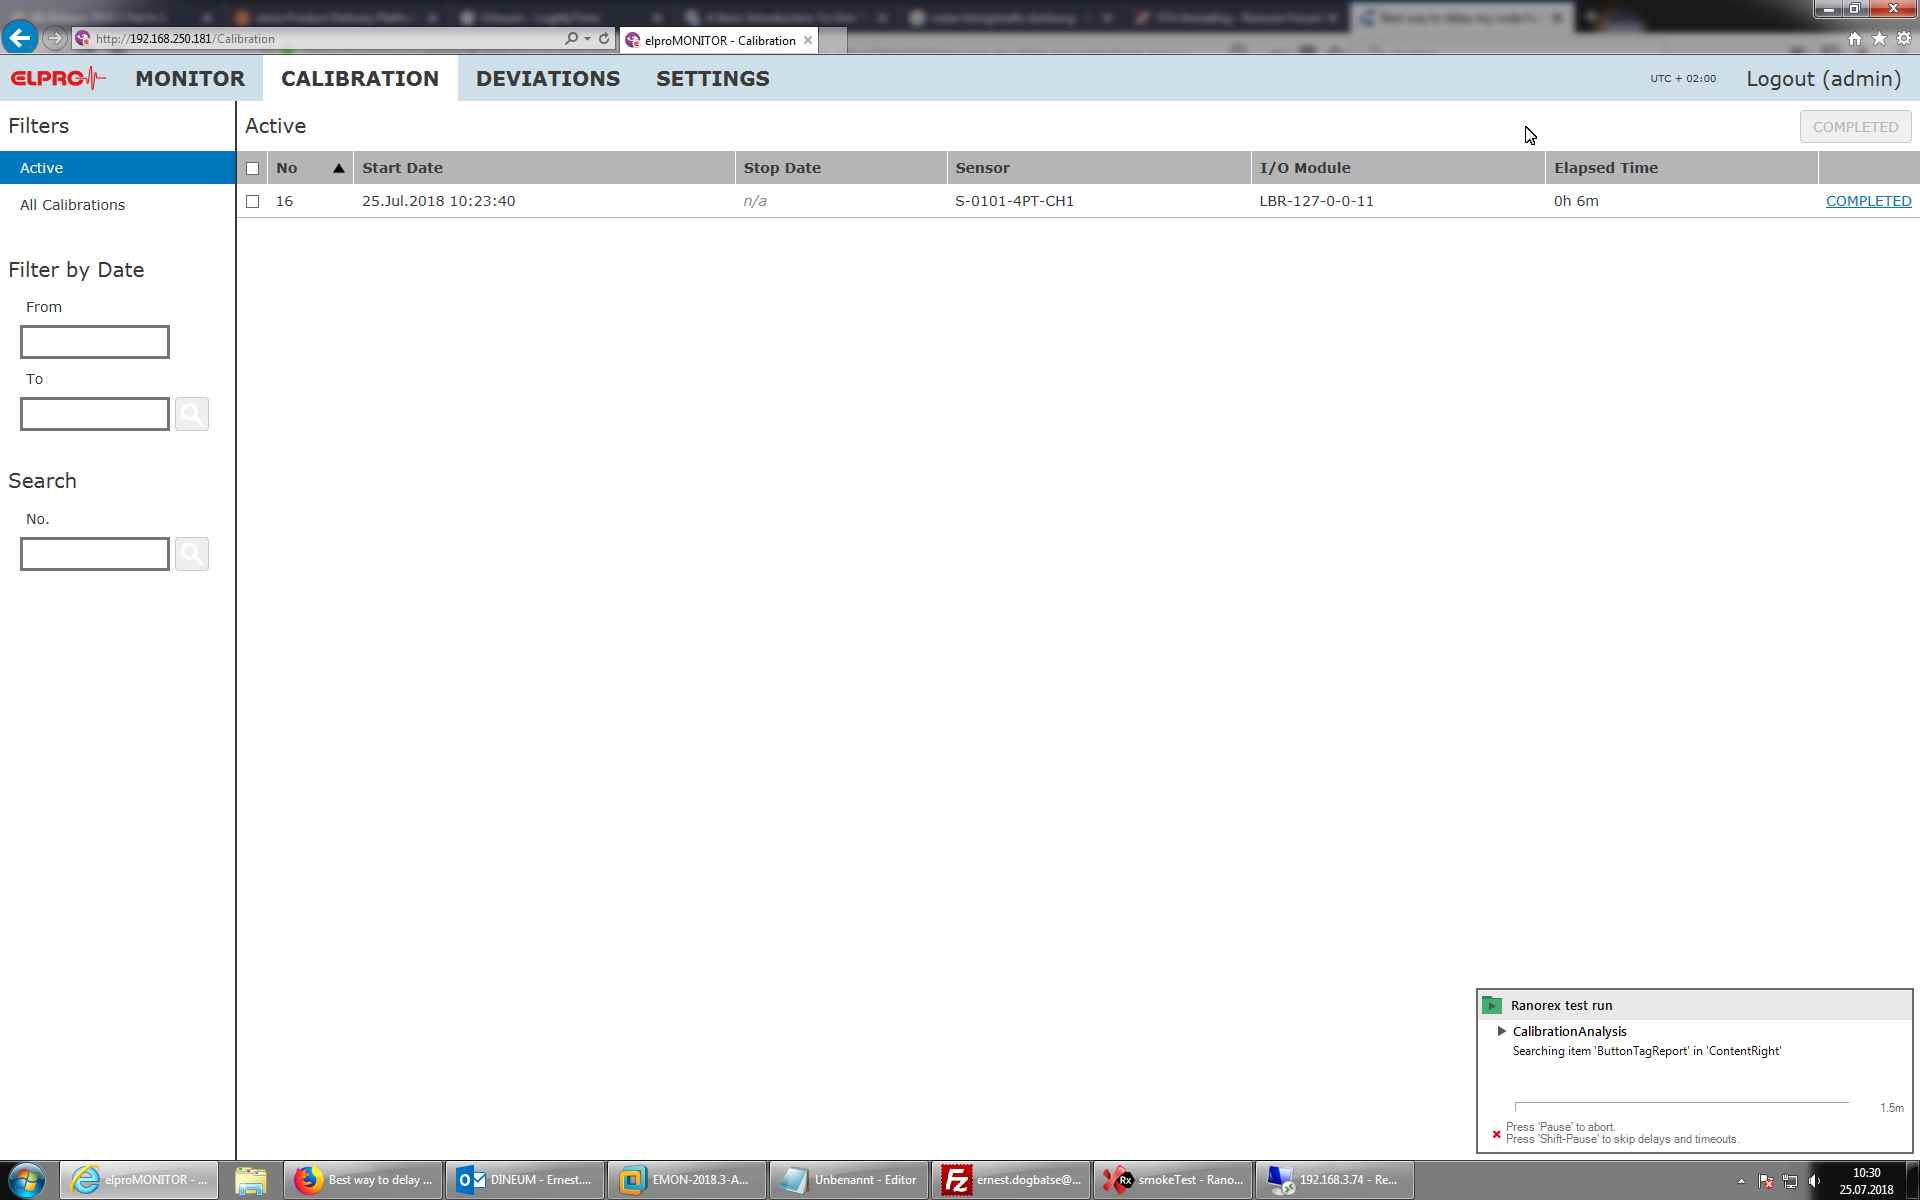 http://192.168.250.181/Calibration
elproMONITOR - Calibration
ELPRO
MONITOR
CALIBRATION
DEVIATIONS
SETTINGS
UTC + 02:00
Logout (admin)
Filters
Active
All Calibrations
Filter by Date
From
To
Search
No.
Active
COMPLETED
No Start Date Stop Date Sensor I/O Module Elapsed Time
16 25.Jul.2018 10:23:40 n/a S-0101-4PT-CH1 LBR-127-0-0-11 0h 6m COMPLETED
Ranorex test run
CalibrationAnalysis
Searching item 'ButtonTagReport' in 'ContentRight'
1.5m
Press 'Pause' to abort.
Press 'Shift-Pause' to skip delays and timeouts.
elproMONITOR - ...
Best way to delay ...
DINEUM - Ernest....
EMON-2018.3-A...
Unbenannt - Editor
ernest.dogbatse@...
smokeTest - Rano...
192.168.3.74 - Re...
10:30
25.07.2018